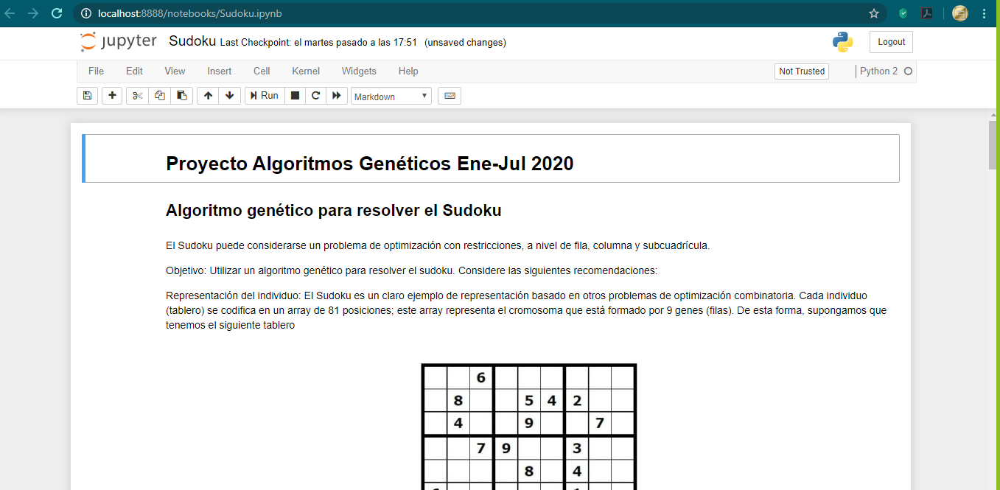 localhost:8888/notebooks/Sudoku.ipynb
jupyter Sudoku Last Checkpoint: el martes pasado a las 17:51 (unsaved changes) Logout
File Edit View Insert Cell Kernel Widgets Help Not Trusted Python 2
Run Markdown
Proyecto Algoritmos Genéticos Ene-Jul 2020
Algoritmo genético para resolver el Sudoku
El Sudoku puede considerarse un problema de optimización con restricciones, a nivel de fila, columna y subcuadrícula.
Objetivo: Utilizar un algoritmo genético para resolver el sudoku. Considere las siguientes recomendaciones:
Representación del individuo: El Sudoku es un claro ejemplo de representación basado en otros problemas de optimización combinatoria. Cada individuo
(tablero) se codifica en un array de 81 posiciones; este array representa el cromosoma que está formado por 9 genes (filas). De esta forma, supongamos que
tenemos el siguiente tablero
6
8 5 4 2
4 9 7
7 9 3
8 4